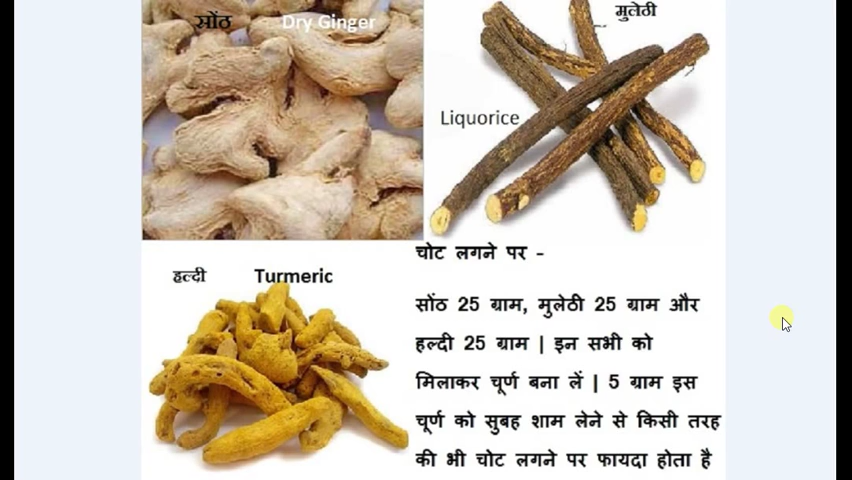 सोंठ Dry Ginger
मुलेठी
Liquorice
हल्दी Turmeric
चोट लगने पर -
सोंठ 25 ग्राम, मुलेठी 25 ग्राम और
हल्दी 25 ग्राम | इन सभी को
मिलाकर चूर्ण बना लें | 5 ग्राम इस
चूर्ण को सुबह शाम लेने से किसी तरह
की भी चोट लगने पर फायदा होता है